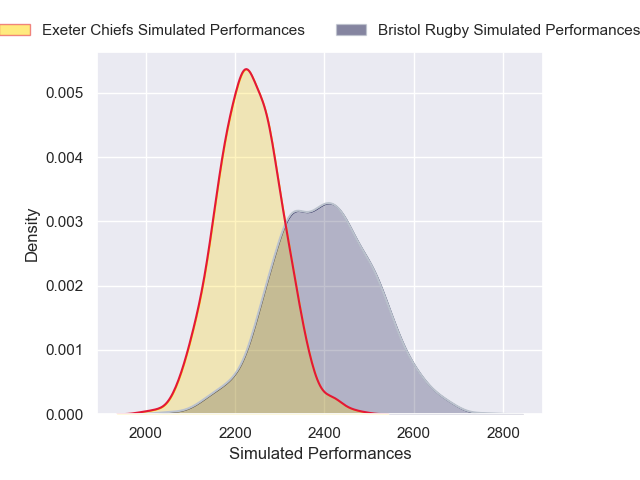 Exeter Chiefs Simulated Performances Bristol Rugby Simulated Performances
0.005
0.004
0.003
0.002
0.001
0.000
Density
2000 2200 2400 2600 2800
Simulated Performances